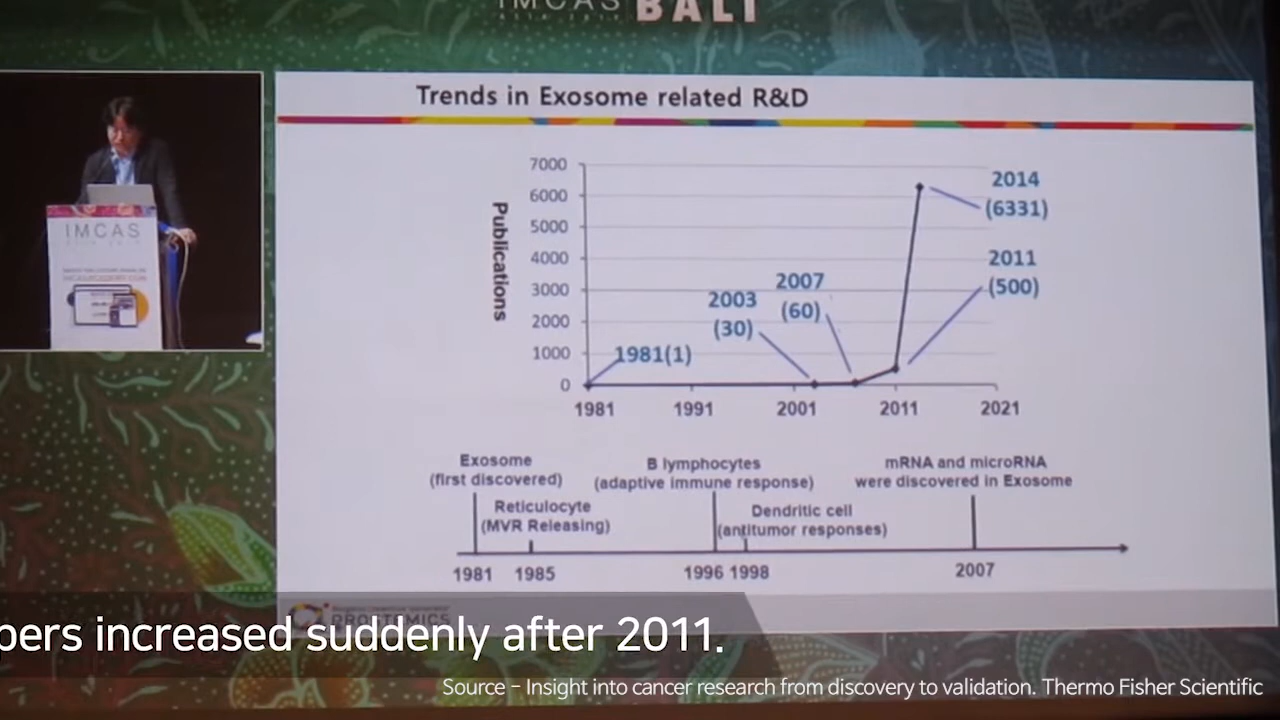 IMCAS BALI
Trends in Exosome related R&D
IMCAS
7000
6000
5000
4000
3000
2000
1000
0
Publications
2014
(6331)
2011
(500)
2007
(60)
2003
(30)
1981(1)
1981 1991 2001 2011 2021
Exosome
(first discovered)
Reticulocyte
(MVR Releasing)
B lymphocytes
(adaptive immune response)
Dendritic cell
(antitumor responses)
mRNA and microRNA
were discovered in Exosome
1981 1985 1996 1998 2007
PROSTEMICS
pers increased suddenly after 2011.
Source – Insight into cancer research from discovery to validation. Thermo Fisher Scientific